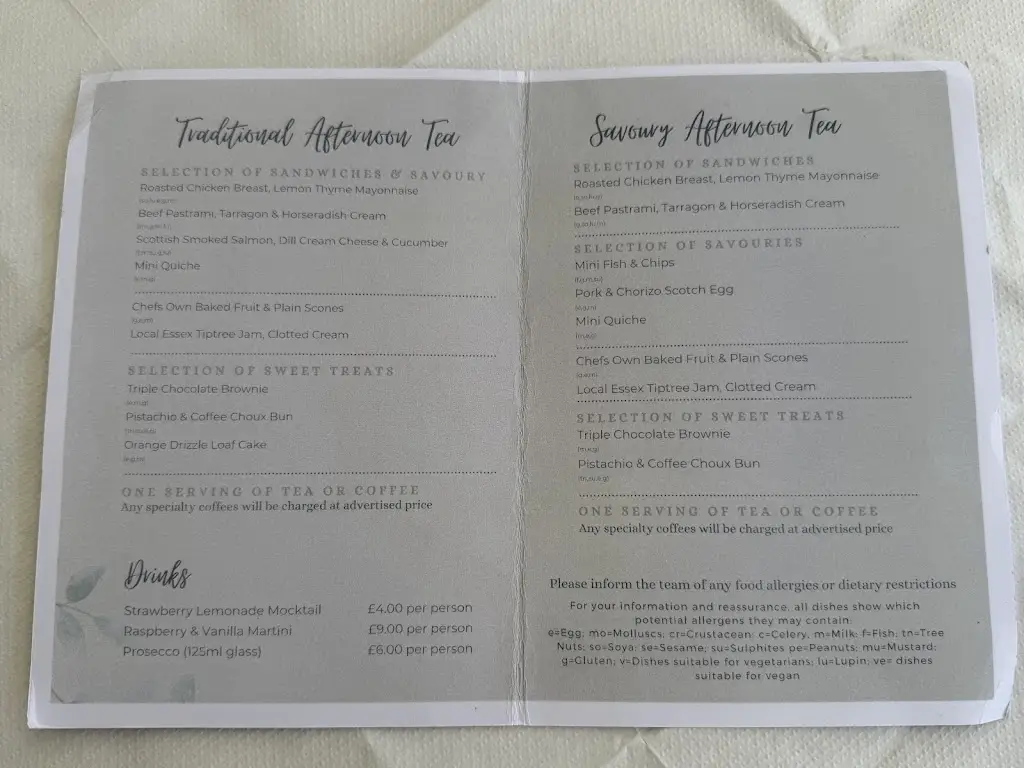 Traditional Afternoon Tea
SELECTION OF SANDWICHES & SAVOURY
Roasted Chicken Breast, Lemon Thyme Mayonnaise
Beef Pastrami, Tarragon & Horseradish Cream
Scottish Smoked Salmon, Dill Cream Cheese & Cucumber
Mini Quiche
Chefs Own Baked Fruit & Plain Scones
Local Essex Tiptree Jam, Clotted Cream
SELECTION OF SWEET TREATS
Triple Chocolate Brownie
Pistachio & Coffee Choux Bun
Orange Drizzle Loaf Cake
ONE SERVING OF TEA OR COFFEE
Any specialty coffees will be charged at advertised price
Drinks
Strawberry Lemonade Mocktail £4.00 per person
Raspberry & Vanilla Martini £9.00 per person
Prosecco (125ml glass) £6.00 per person
Savoury Afternoon Tea
SELECTION OF SANDWICHES
Roasted Chicken Breast, Lemon Thyme Mayonnaise
Beef Pastrami, Tarragon & Horseradish Cream
SELECTION OF SAVOURIES
Mini Fish & Chips
Pork & Chorizo Scotch Egg
Mini Quiche
Chefs Own Baked Fruit & Plain Scones
Local Essex Tiptree Jam, Clotted Cream
SELECTION OF SWEET TREATS
Triple Chocolate Brownie
Pistachio & Coffee Choux Bun
ONE SERVING OF TEA OR COFFEE
Any specialty coffees will be charged at advertised price
Please inform the team of any food allergies or dietary restrictions
For your information and reassurance, all dishes show which
potential allergens they may contain:
e=Egg; mo=Molluscs; cr=Crustacean; c=Celery, m=Milk; f=Fish; tn=Tree
Nuts; so=Soya; se=Sesame; su=Sulphites pe=Peanuts; mu=Mustard;
g=Gluten; v=Dishes suitable for vegetarians; lu=Lupin; ve= dishes
suitable for vegan